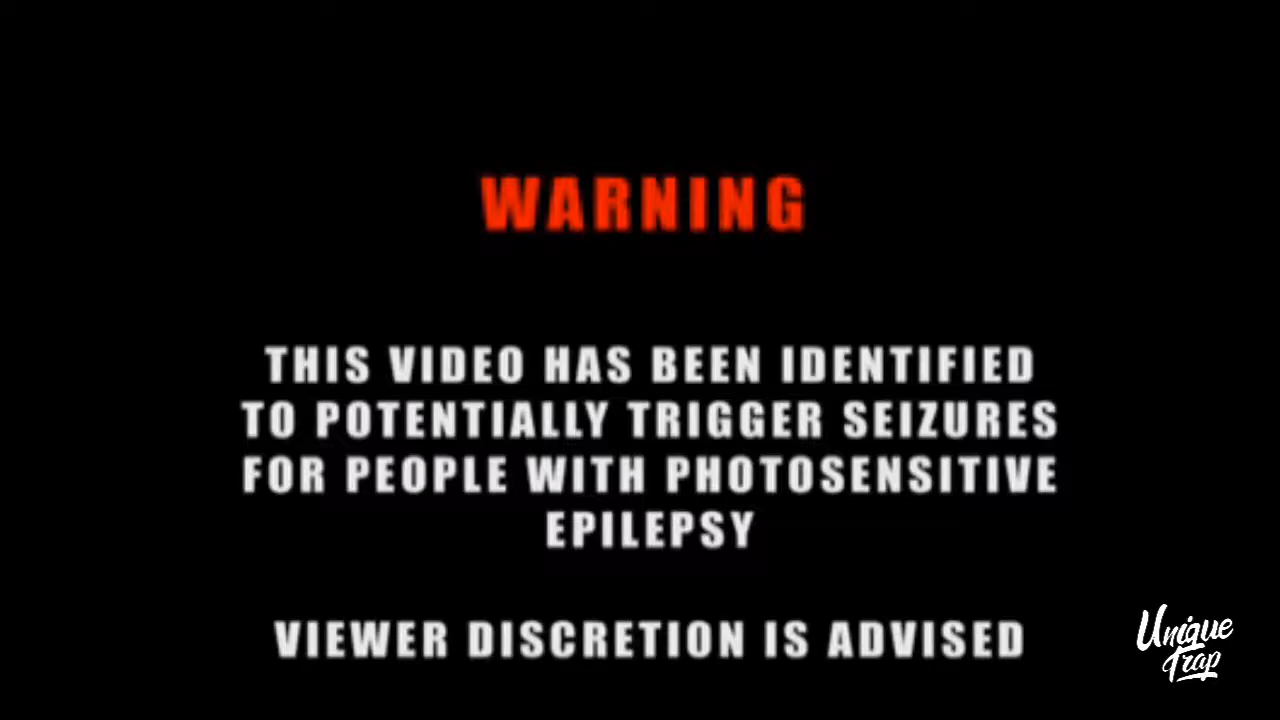 WARNING
THIS VIDEO HAS BEEN IDENTIFIED
TO POTENTIALLY TRIGGER SEIZURES
FOR PEOPLE WITH PHOTOSENSITIVE
EPILEPSY
VIEWER DISCRETION IS ADVISED
Unique
Trap